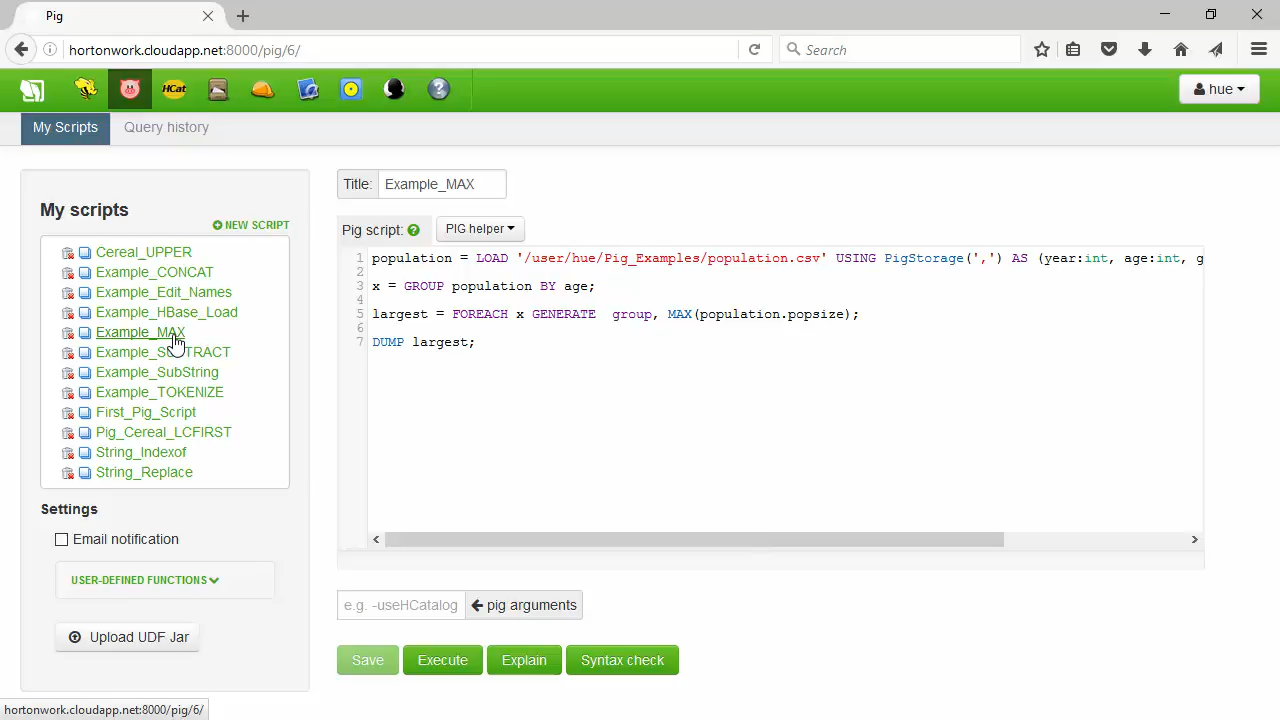 Pig
hortonwork.cloudapp.net:8000/pig/6/
Search
HCat
hue
My Scripts
Query history
My scripts
NEW SCRIPT
Cereal_UPPER
Example_CONCAT
Example_Edit_Names
Example_HBase_Load
Example_MAX
Example_SUBTRACT
Example_SubString
Example_TOKENIZE
First_Pig_Script
Pig_Cereal_LCFIRST
String_Indexof
String_Replace
Settings
Email notification
USER-DEFINED FUNCTIONS
Upload UDF Jar
Title: Example_MAX
Pig script: ?
PIG helper
1 population = LOAD '/user/hue/Pig_Examples/population.csv' USING PigStorage(',') AS (year:int, age:int, g
2
3 x = GROUP population BY age;
4
5 largest = FOREACH x GENERATE  group, MAX(population.popsize);
6
7 DUMP largest;
e.g. -useHCatalog
pig arguments
Save
Execute
Explain
Syntax check
hortonwork.cloudapp.net:8000/pig/6/